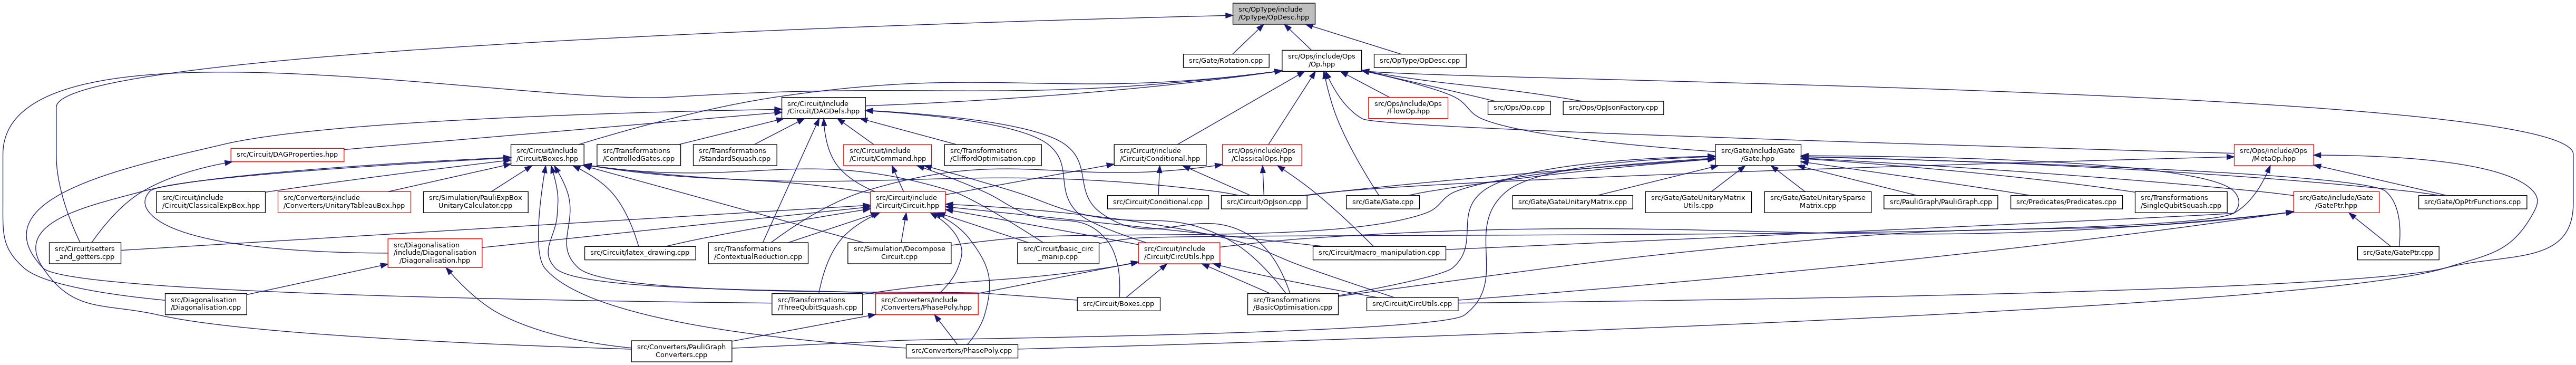 src/OpType/include
/OpType/OpDesc.hpp
src/Gate/Rotation.cpp
src/Ops/include/Ops
/Op.hpp
src/OpType/OpDesc.cpp
src/Circuit/include
/Circuit/DAGDefs.hpp
src/Ops/include/Ops
/FlowOp.hpp
src/Ops/Op.cpp
src/Ops/OpJsonFactory.cpp
src/Circuit/DAGProperties.hpp
src/Circuit/include
/Circuit/Boxes.hpp
src/Transformations
/ControlledGates.cpp
src/Transformations
/StandardSquash.cpp
src/Circuit/include
/Circuit/Command.hpp
src/Transformations
/CliffordOptimisation.cpp
src/Circuit/include
/Circuit/Conditional.hpp
src/Ops/include/Ops
/ClassicalOps.hpp
src/Gate/include/Gate
/Gate.hpp
src/Ops/include/Ops
/MetaOp.hpp
src/Circuit/include
/Circuit/ClassicalExpBox.hpp
src/Converters/include
/Converters/UnitaryTableauBox.hpp
src/Simulation/PauliExpBox
UnitaryCalculator.cpp
src/Circuit/include
/Circuit/Circuit.hpp
src/Circuit/Conditional.cpp
src/Circuit/OpJson.cpp
src/Gate/Gate.cpp
src/Gate/GateUnitaryMatrix.cpp
src/Gate/GateUnitaryMatrix
Utils.cpp
src/Gate/GateUnitarySparse
Matrix.cpp
src/PauliGraph/PauliGraph.cpp
src/Predicates/Predicates.cpp
src/Transformations
/SingleQubitSquash.cpp
src/Gate/include/Gate
/GatePtr.hpp
src/Gate/OpPtrFunctions.cpp
src/Circuit/setters
_and_getters.cpp
src/Diagonalisation
/include/Diagonalisation
/Diagonalisation.hpp
src/Circuit/latex_drawing.cpp
src/Transformations
/ContextualReduction.cpp
src/Simulation/Decompose
Circuit.cpp
src/Circuit/basic_circ
_manip.cpp
src/Circuit/include
/Circuit/CircUtils.hpp
src/Circuit/macro_manipulation.cpp
src/Gate/GatePtr.cpp
src/Diagonalisation
/Diagonalisation.cpp
src/Transformations
/ThreeQubitSquash.cpp
src/Converters/include
/Converters/PhasePoly.hpp
src/Circuit/Boxes.cpp
src/Transformations
/BasicOptimisation.cpp
src/Circuit/CircUtils.cpp
src/Converters/PauliGraph
Converters.cpp
src/Converters/PhasePoly.cpp